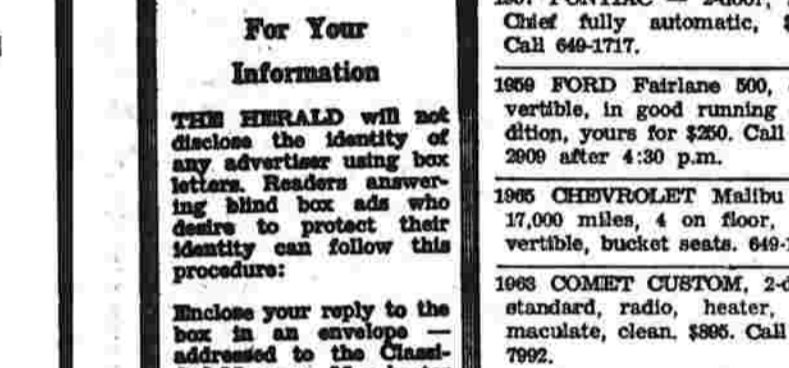 For Your
Information
THE HERALD will not
disclose the identity of
any advertiser using box
letters. Readers answer-
ing blind box ads who
desire to protect their
identity can follow this
procedure:
Enclose your reply to the
box in an envelope —
addressed to the Classi-
PONTIAC — 2-door,
Chief fully automatic,
Call 649-1717.
1959 FORD Fairlane 500,
vertible, in good running
dition, yours for $250. Call
2909 after 4:30 p.m.
1965 CHEVROLET Malibu
17,000 miles, 4 on floor,
vertible, bucket seats. 649-
1963 COMET CUSTOM, 2-d
standard, radio, heater,
maculate, clean. $895. Call
7992.